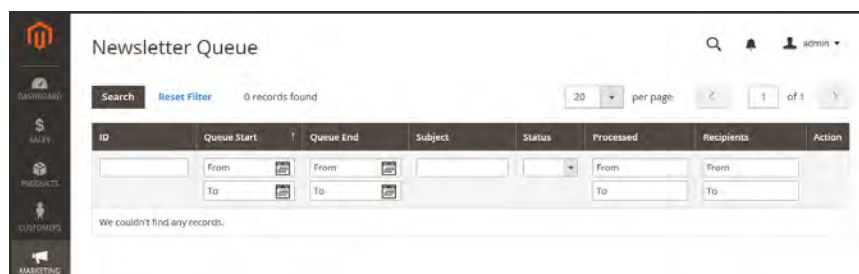 Newsletter Queue
admin
DASHBOARD
Search Reset Filter 0 records found 20 per page 1 of 1
$
SALES
ID Queue Start ↑ Queue End Subject Status Processed Recipients Action
PRODUCTS
From From From From
To To To To
CUSTOMERS
We couldn't find any records.
MARKETING